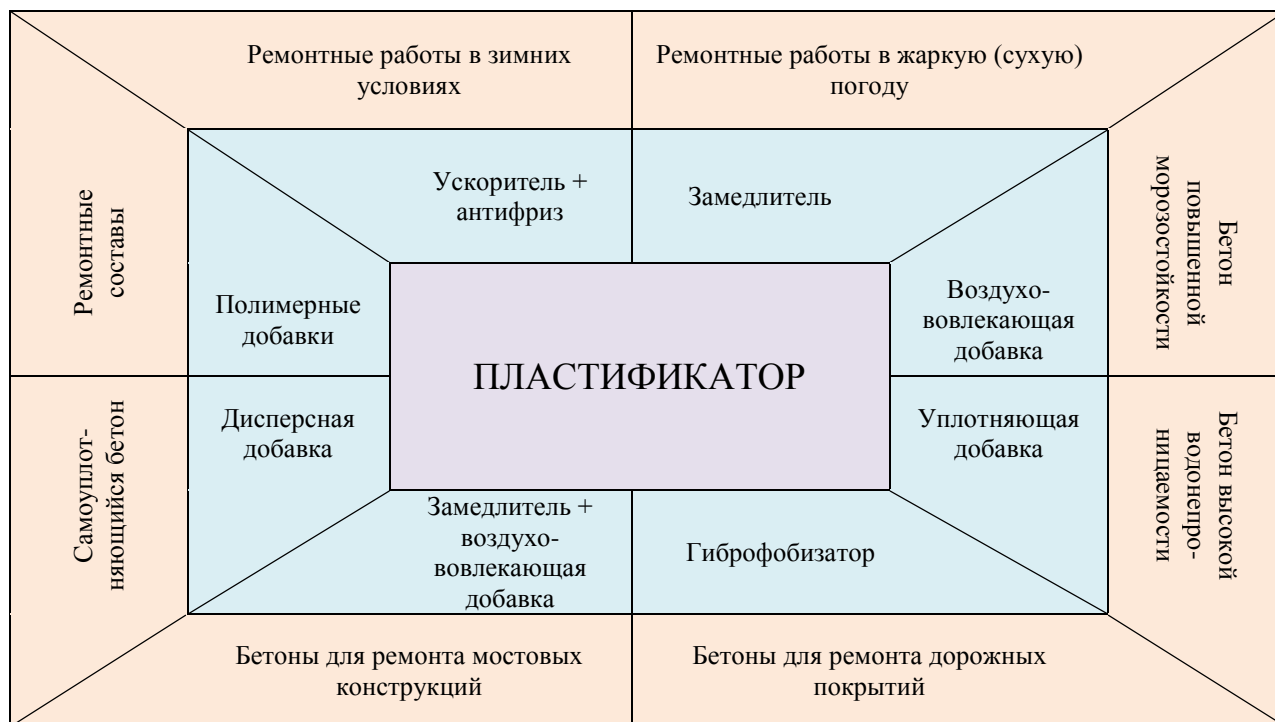 Ремонтные работы в зимних
условиях
Ремонтные работы в жаркую (сухую)
погоду
Ремонтные
составы
Ускоритель +
антифриз
Замедлитель
Бетон
повышенной
морозостойкости
Полимерные
добавки
Воздухо-
вовлекающая
добавка
ПЛАСТИФИКАТОР
Самоуплот-
няющийся бетон
Дисперсная
добавка
Уплотняющая
добавка
Бетон высокой
водонепро-
ницаемости
Замедлитель +
воздухо-
вовлекающая
добавка
Гиброфобизатор
Бетоны для ремонта мостовых
конструкций
Бетоны для ремонта дорожных
покрытий